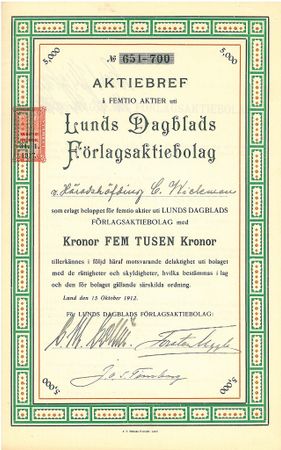 5,000 5,000
№ 651-700
AKTIEBREF
å FEMTIO AKTIER uti
Lunds Dagblads
Förlagsaktiebolag
v. Häradshöfding C. Wickman
som erlagt beloppet för femtio aktier uti LUNDS DAGBLADS
FÖRLAGSAKTIEBOLAG med
Kronor FEM TUSEN Kronor
tillerkännes i följd häraf motsvarande delaktighet uti bolaget
med de rättigheter och skyldigheter, hvilka bestämmas i lag
och den för bolaget gällande särskilda ordning.
Lund den 15 Oktober 1912.
För LUNDS DAGBLADS FÖRLAGSAKTIEBOLAG:
5,000 5,000